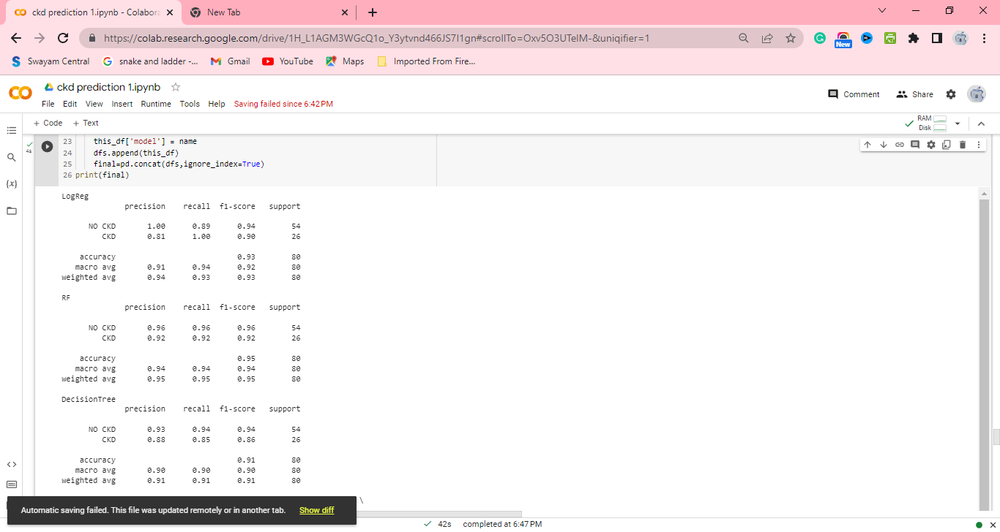 ckd prediction 1.ipynb - Colabora
New Tab
https://colab.research.google.com/drive/1H_L1AGM3WGcQ1o_Y3ytvnd466JS7I1gn#scrollTo=Oxv5O3UTelM-&uniqifier=1
New
Swayam Central
snake and ladder -...
Gmail
YouTube
Maps
Imported From Fire...
ckd prediction 1.ipynb
Comment
Share
File Edit View Insert Runtime Tools Help Saving failed since 6:42 PM
+ Code + Text
RAM
Disk
4s
23 this_df['model'] = name
24 dfs.append(this_df)
25 final=pd.concat(dfs,ignore_index=True)
26 print(final)
LogReg
precision recall f1-score support
NO CKD 1.00 0.89 0.94 54
CKD 0.81 1.00 0.90 26
accuracy 0.93 80
macro avg 0.91 0.94 0.92 80
weighted avg 0.94 0.93 0.93 80
RF
precision recall f1-score support
NO CKD 0.96 0.96 0.96 54
CKD 0.92 0.92 0.92 26
accuracy 0.95 80
macro avg 0.94 0.94 0.94 80
weighted avg 0.95 0.95 0.95 80
DecisionTree
precision recall f1-score support
NO CKD 0.93 0.94 0.94 54
CKD 0.88 0.85 0.86 26
accuracy 0.91 80
macro avg 0.90 0.90 0.90 80
weighted avg 0.91 0.91 0.91 80
\
Automatic saving failed. This file was updated remotely or in another tab. Show diff
42s completed at 6:47 PM